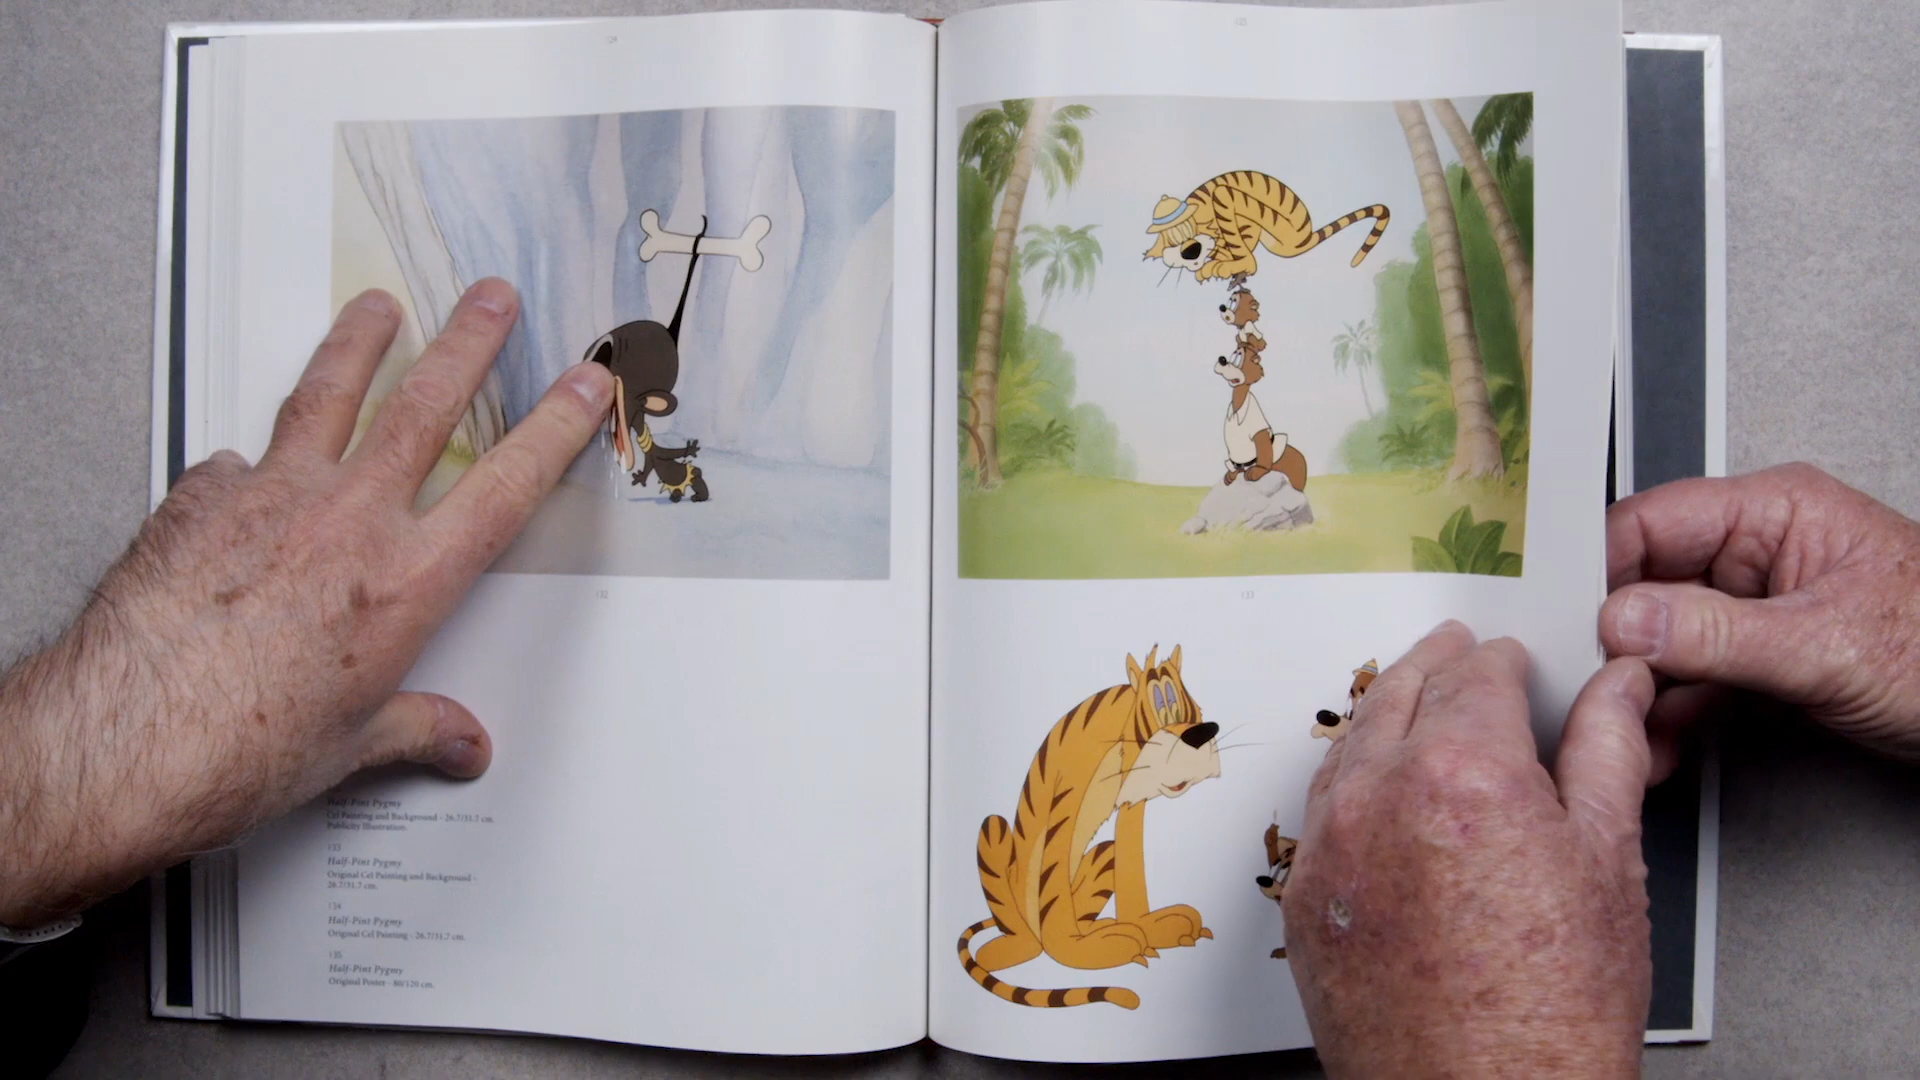 125
132
133
Half-Pint Pygmy
Cel Painting and Background - 26.7/31.7 cm.
Publicity Illustration.
133
Half-Pint Pygmy
Original Cel Painting and Background -
26.7/31.7 cm.
134
Half-Pint Pygmy
Original Cel Painting - 26.7/31.7 cm.
135
Half-Pint Pygmy
Original Poster - 80/120 cm.